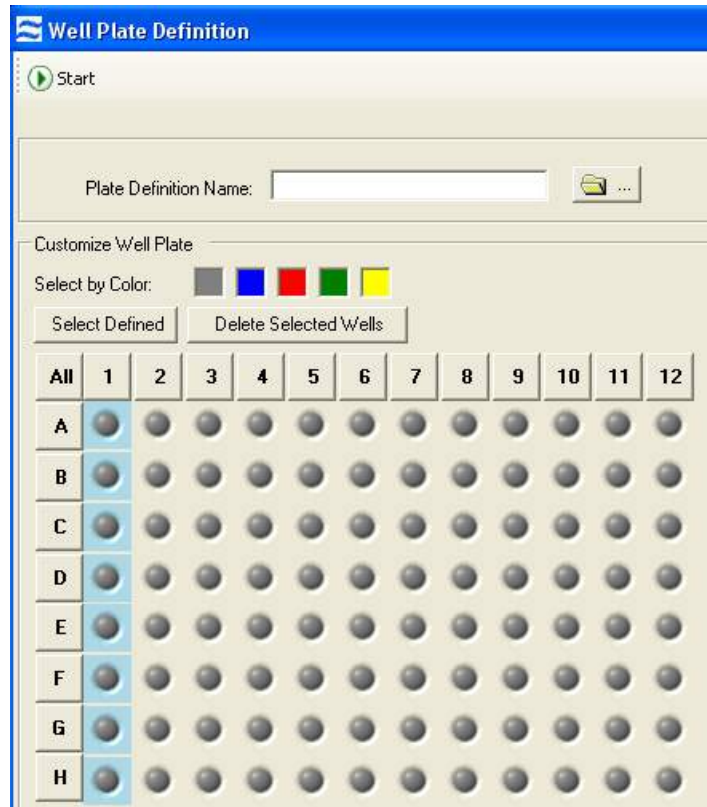 Well Plate Definition
Start
Plate Definition Name:
...
Customize Well Plate
Select by Color:
Select Defined Delete Selected Wells
All 1 2 3 4 5 6 7 8 9 10 11 12
A
B
C
D
E
F
G
H